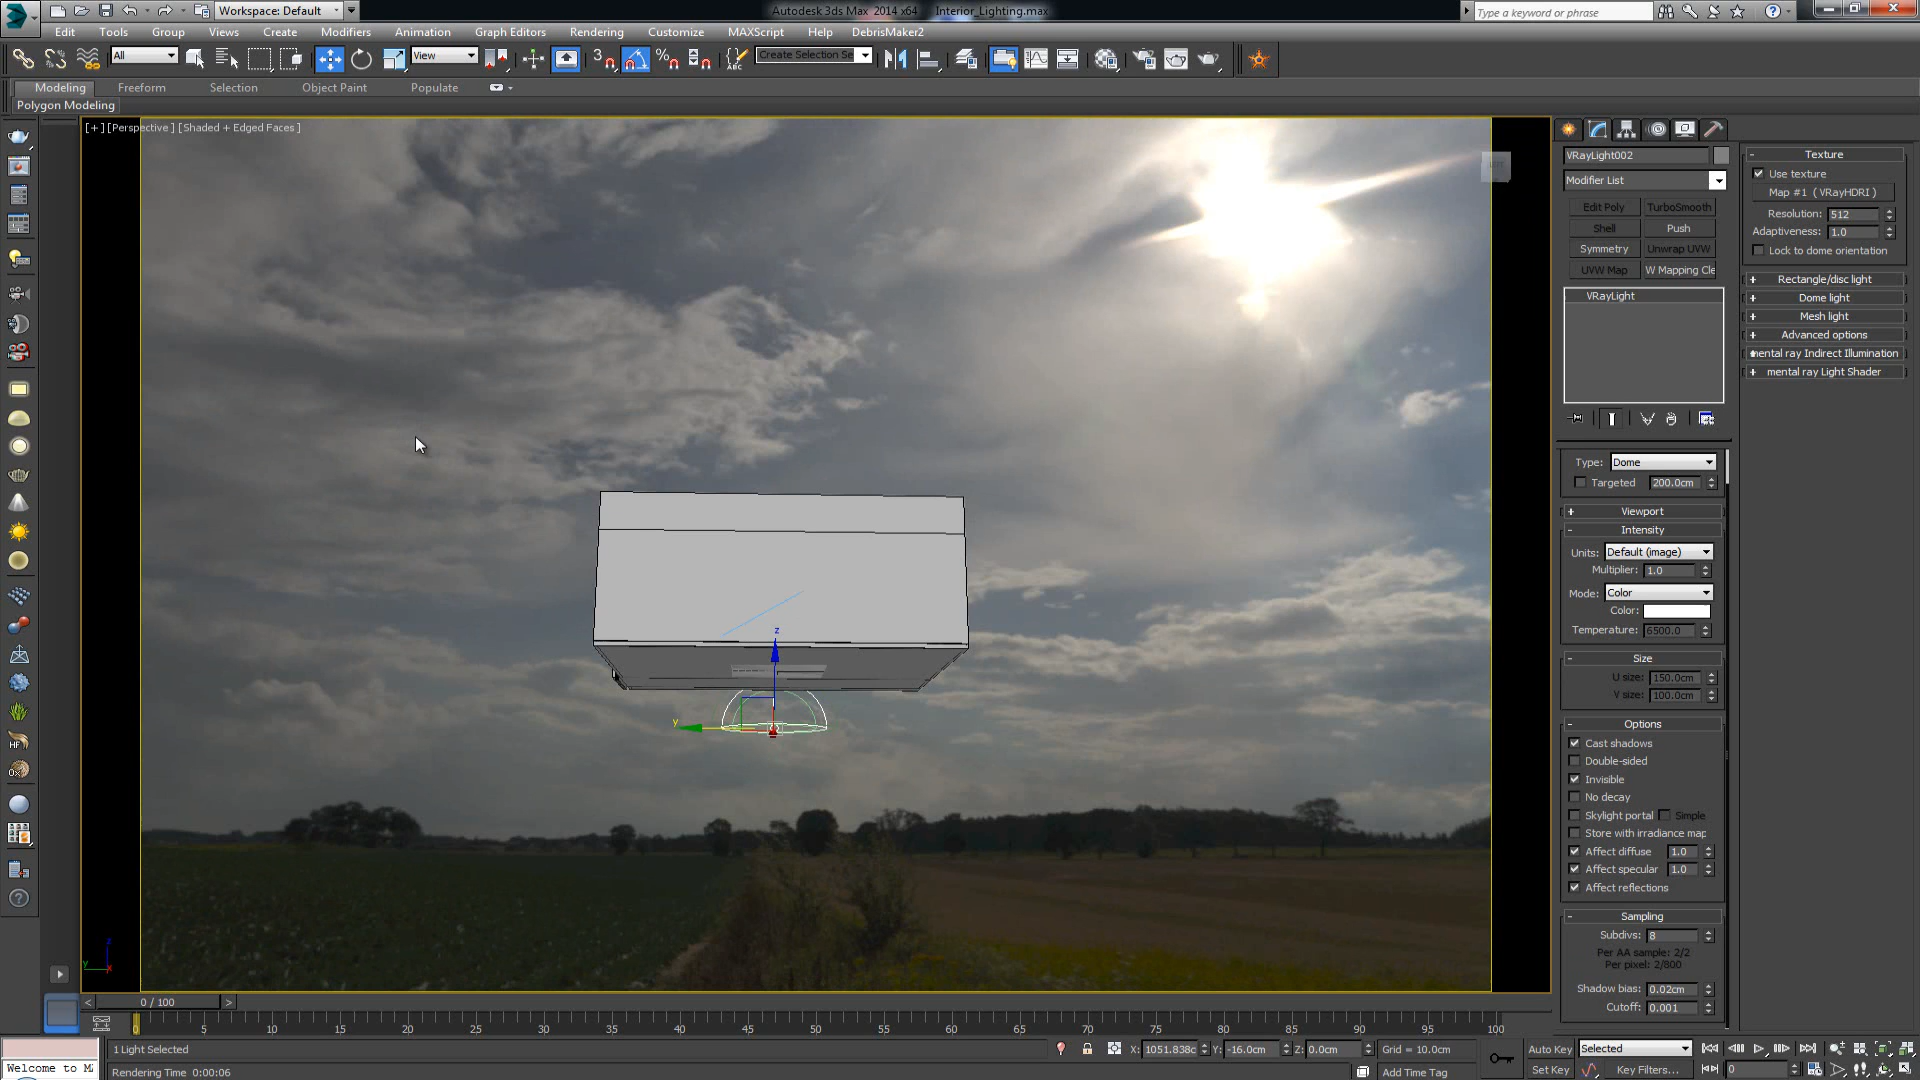 Workspace: Default
Autodesk 3ds Max 2014 x64 Interior_Lighting.max
Type a keyword or phrase
Edit Tools Group Views Create Modifiers Animation Graph Editors Rendering Customize MAXScript Help DebrisMaker2
All
View
Create Selection Se
Modeling Freeform Selection Object Paint Populate
Polygon Modeling
[+] [Perspective ] [Shaded + Edged Faces ]
VRayLight002
Modifier List
Edit Poly TurboSmooth
Shell Push
Symmetry Unwrap UVW
UVW Map W Mapping Cle
VRayLight
Type: Dome
Targeted 200.0cm
+ Viewport
- Intensity
Units: Default (image)
Multiplier: 1.0
Mode: Color
Color:
Temperature: 6500.0
- Size
U size: 150.0cm
V size: 100.0cm
- Options
Cast shadows
Double-sided
Invisible
No decay
Skylight portal Simple
Store with irradiance map
Affect diffuse 1.0
Affect specular 1.0
Affect reflections
- Sampling
Subdivs: 8
Per AA sample: 2/2
Per pixel: 2/800
Shadow bias: 0.02cm
Cutoff: 0.001
- Texture
Use texture
Map #1 ( VRayHDRI )
Resolution: 512
Adaptiveness: 1.0
Lock to dome orientation
+ Rectangle/disc light
+ Dome light
+ Mesh light
+ Advanced options
mental ray Indirect Illumination
+ mental ray Light Shader
z
y
z
y x
< 0 / 100 >
0 5 10 15 20 25 30 35 40 45 50 55 60 65 70 75 80 85 90 95 100
1 Light Selected
X: 1051.838c Y: -16.0cm Z: 0.0cm Grid = 10.0cm
Auto Key Selected
Welcome to M
Rendering Time 0:00:06
Add Time Tag
Set Key Key Filters... 0